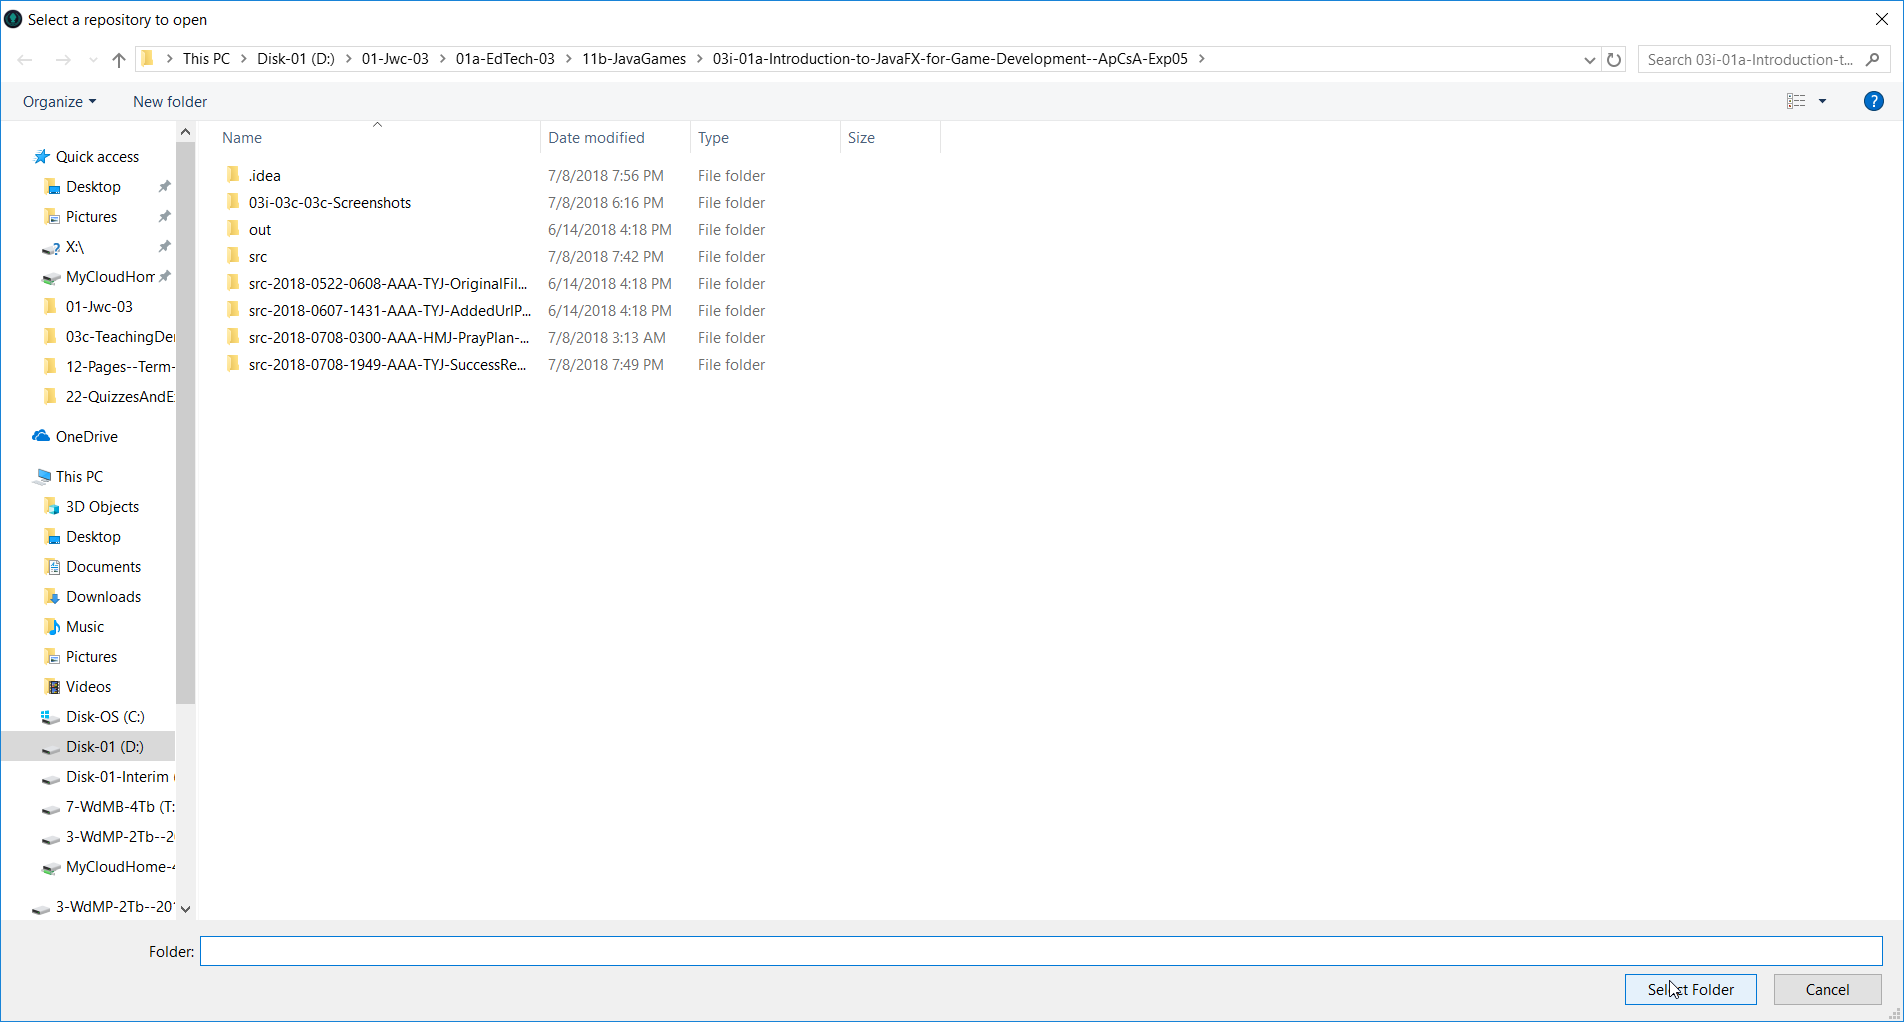 Select a repository to open
This PC > Disk-01 (D:) > 01-Jwc-03 > 01a-EdTech-03 > 11b-JavaGames > 03i-01a-Introduction-to-JavaFX-for-Game-Development--ApCsA-Exp05 >
Search 03i-01a-Introduction-t...
Organize
New folder
?
Name
Date modified
Type
Size
.idea 7/8/2018 7:56 PM File folder
03i-03c-03c-Screenshots 7/8/2018 6:16 PM File folder
out 6/14/2018 4:18 PM File folder
src 7/8/2018 7:42 PM File folder
src-2018-0522-0608-AAA-TYJ-OriginalFil... 6/14/2018 4:18 PM File folder
src-2018-0607-1431-AAA-TYJ-AddedUrlP... 6/14/2018 4:18 PM File folder
src-2018-0708-0300-AAA-HMJ-PrayPlan-... 7/8/2018 3:13 AM File folder
src-2018-0708-1949-AAA-TYJ-SuccessRe... 7/8/2018 7:49 PM File folder
Quick access
Desktop
Pictures
X:\
MyCloudHom
01-Jwc-03
03c-TeachingDer
12-Pages--Term-
22-QuizzesAndE
OneDrive
This PC
3D Objects
Desktop
Documents
Downloads
Music
Pictures
Videos
Disk-OS (C:)
Disk-01 (D:)
Disk-01-Interim (
7-WdMB-4Tb (T:
3-WdMP-2Tb--2
MyCloudHome-4
3-WdMP-2Tb--20
Folder:
Select Folder
Cancel